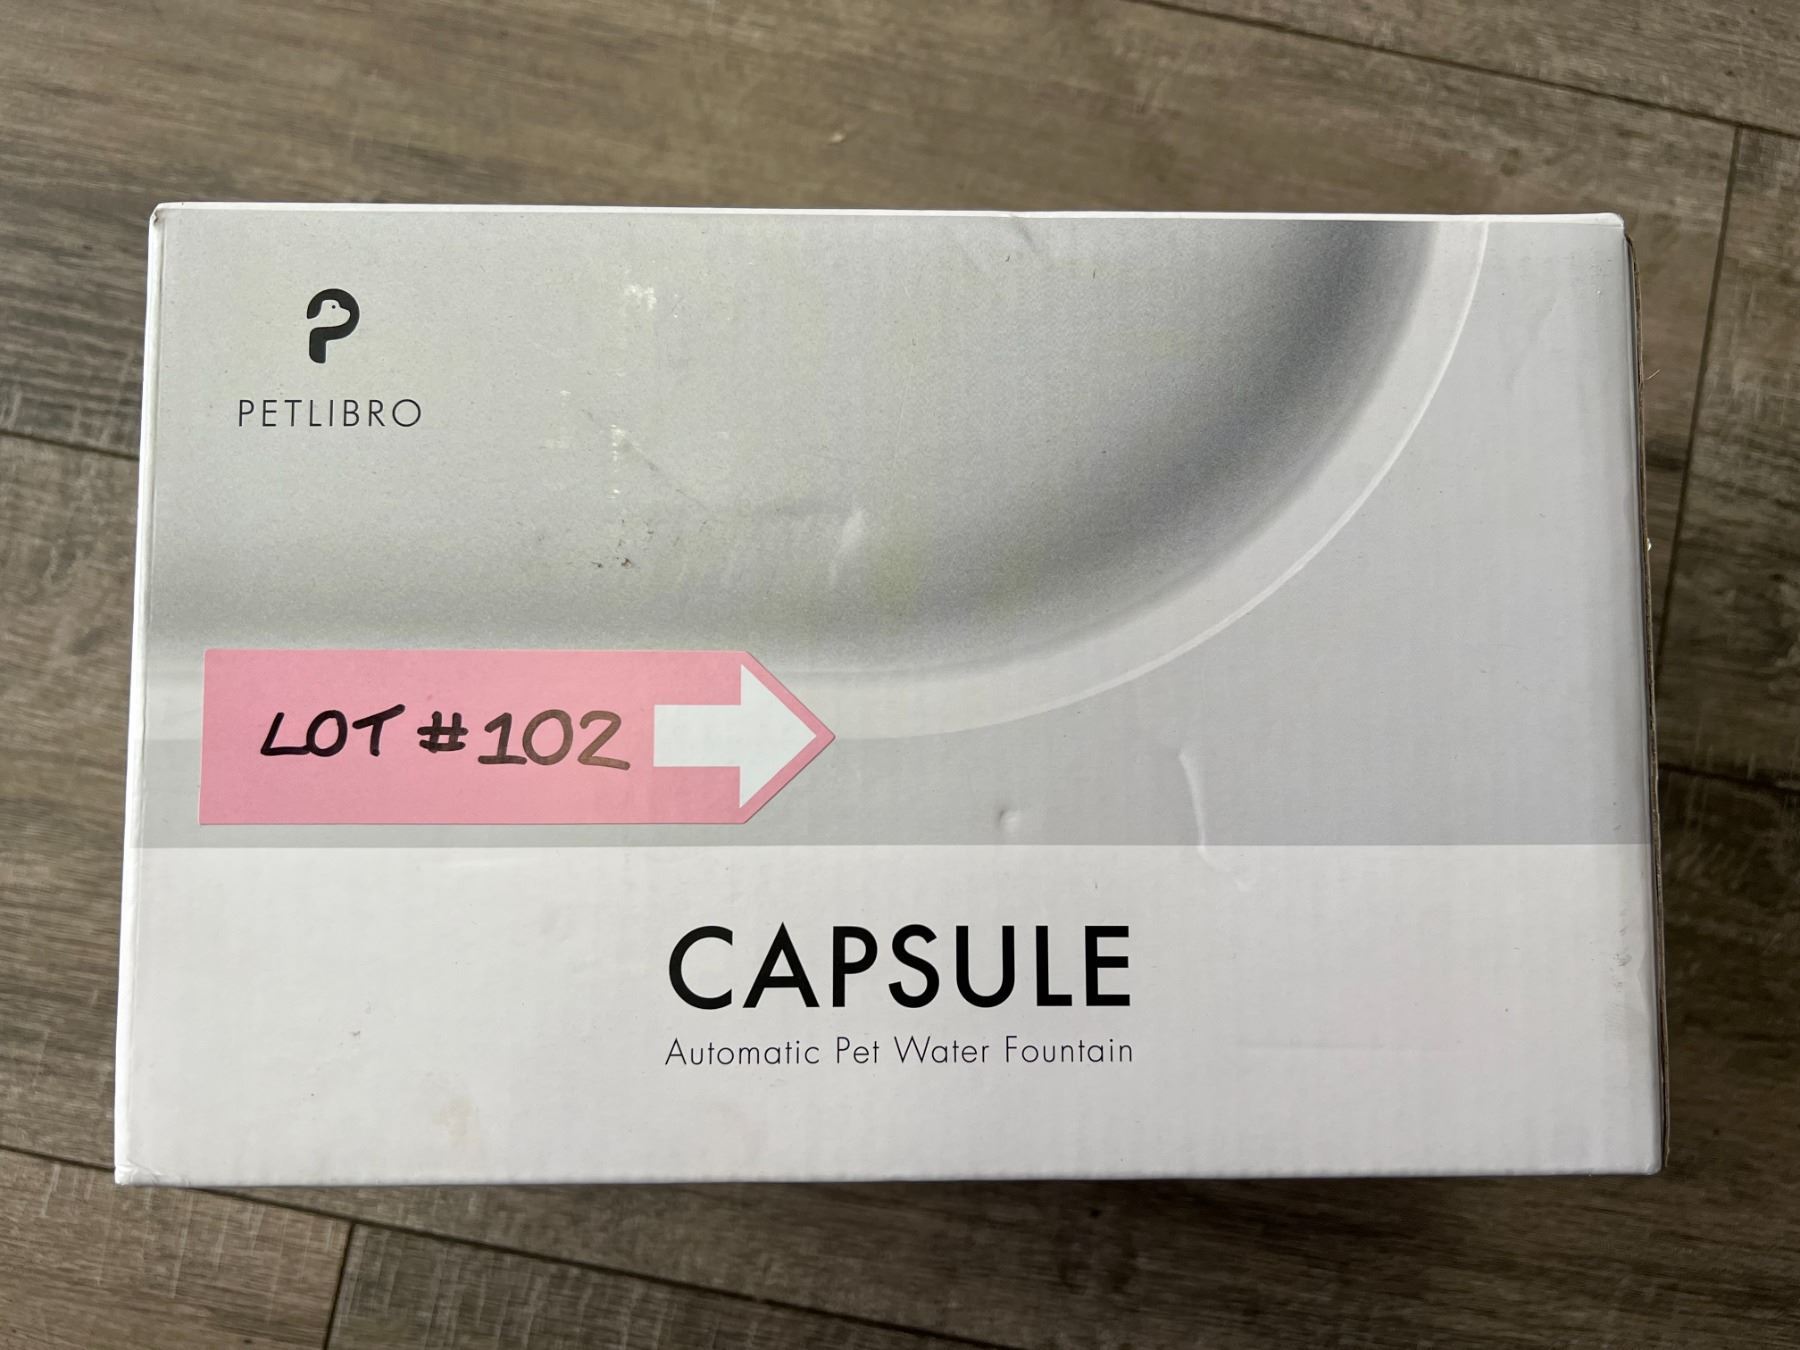 PETLIBRO
LOT #102
CAPSULE
Automatic Pet Water Fountain